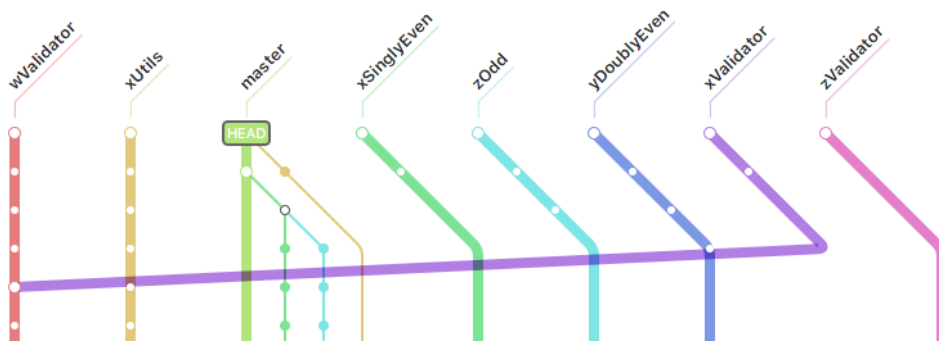 wValidator
xUtils
master
xSinglyEven
zOdd
yDoublyEven
xValidator
zValidator
HEAD